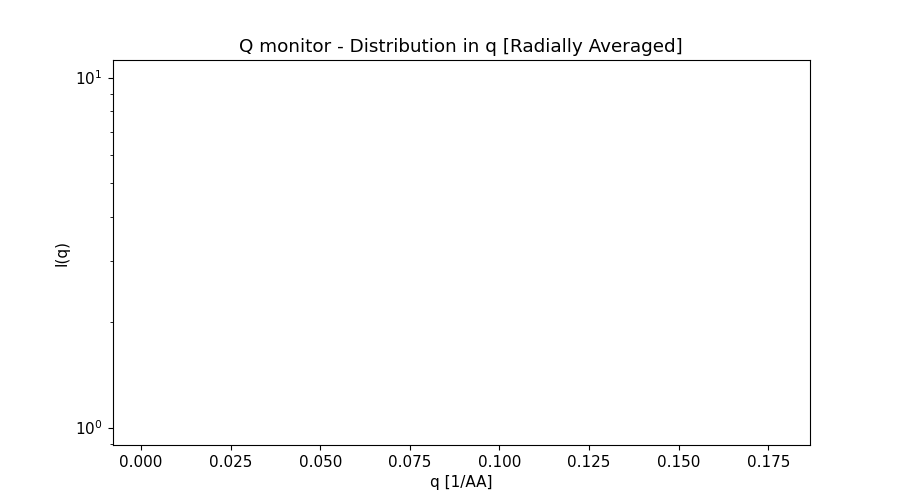 Q monitor - Distribution in q [Radially Averaged]
10¹
I(q)
10⁰
0.000 0.025 0.050 0.075 0.100 0.125 0.150 0.175
q [1/AA]